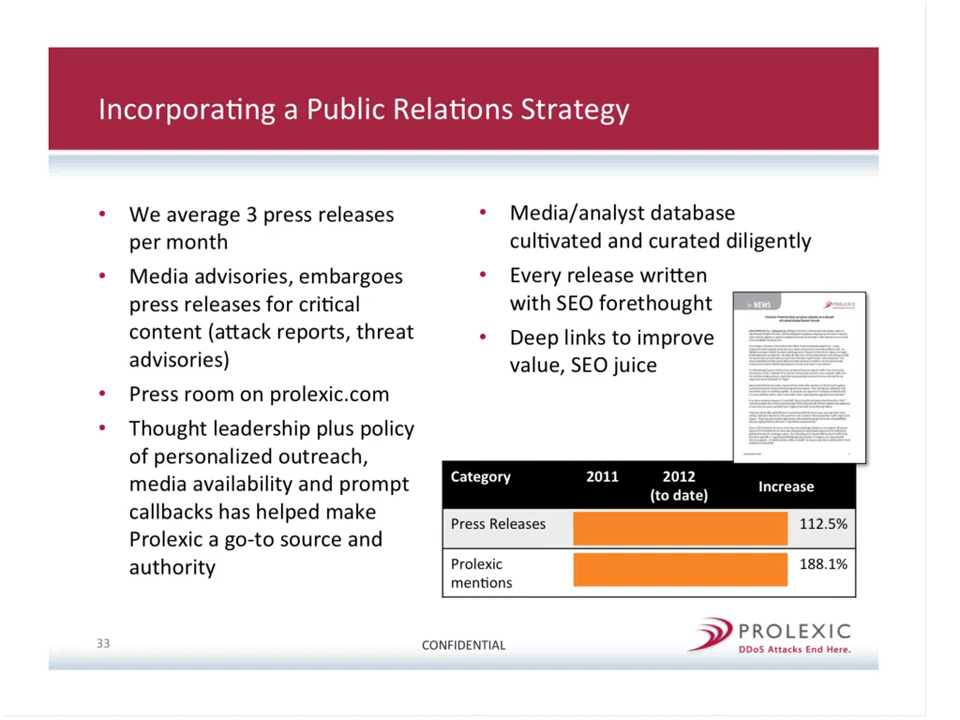 Incorporating a Public Relations Strategy
• We average 3 press releases
per month
• Media advisories, embargoes
press releases for critical
content (attack reports, threat
advisories)
• Press room on prolexic.com
• Thought leadership plus policy
of personalized outreach,
media availability and prompt
callbacks has helped make
Prolexic a go-to source and
authority
• Media/analyst database
cultivated and curated diligently
• Every release written
with SEO forethought
• Deep links to improve
value, SEO juice
> NEWS
PROLEXIC
Category 2011 2012 (to date) Increase
Press Releases 112.5%
Prolexic mentions 188.1%
33
CONFIDENTIAL
PROLEXIC
DDoS Attacks End Here.